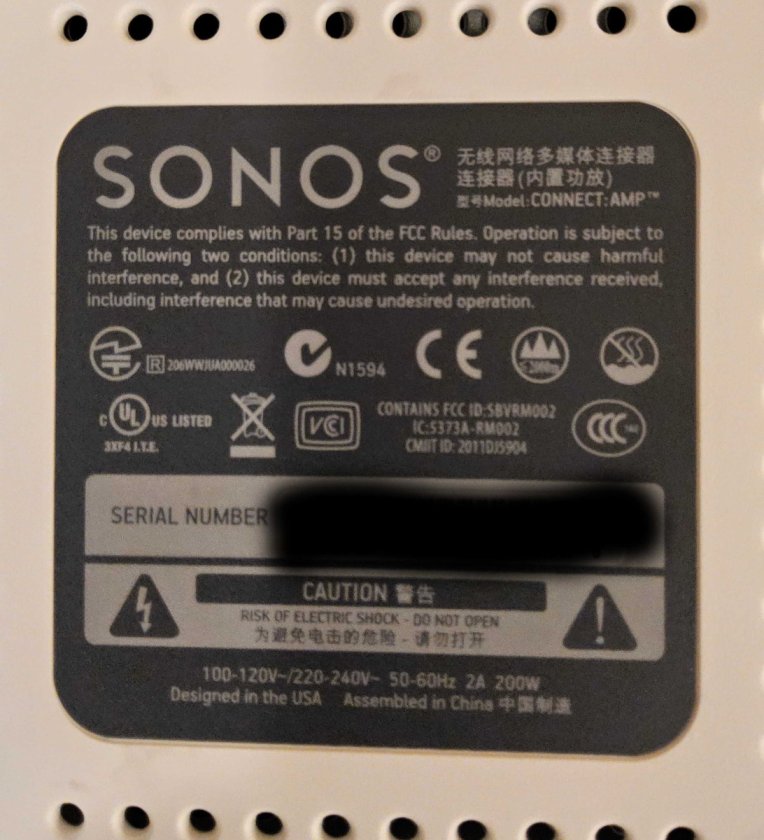 SONOS®
无线网络多媒体连接器
连接器(内置功放)
型号Model:CONNECT:AMP™
This device complies with Part 15 of the FCC Rules. Operation is subject to
the following two conditions: (1) this device may not cause harmful
interference, and (2) this device must accept any interference received,
including interference that may cause undesired operation.
R 206WWJUA000026
N1594
CE
≤2000m
C UL US LISTED
3XF4 I.T.E.
VCI
CONTAINS FCC ID:SBVRM002
IC:5373A-RM002
CMIIT ID: 2011DJ5904
CCC
SERIAL NUMBER
CAUTION 警告
RISK OF ELECTRIC SHOCK - DO NOT OPEN
为避免电击的危险 - 请勿打开
100-120V~/220-240V~ 50-60Hz 2A 200W
Designed in the USA Assembled in China 中国制造